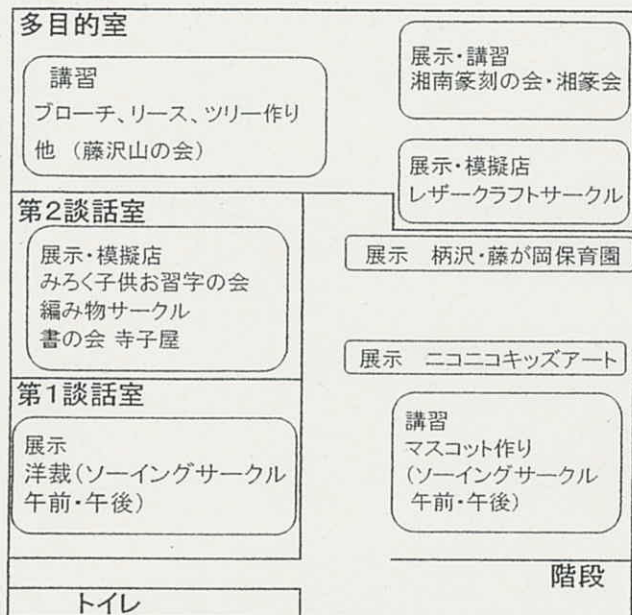 多目的室
講習
ブローチ、リース、ツリー作り
他 (藤沢山の会)
展示・講習
湘南篆刻の会・湘篆会
展示・模擬店
レザークラフトサークル
第2談話室
展示・模擬店
みろく子供お習字の会
編み物サークル
書の会 寺子屋
展示 柄沢・藤が岡保育園
展示 ニコニコキッズアート
第1談話室
展示
洋裁(ソーイングサークル
午前・午後)
講習
マスコット作り
(ソーイングサークル
午前・午後)
階段
トイレ